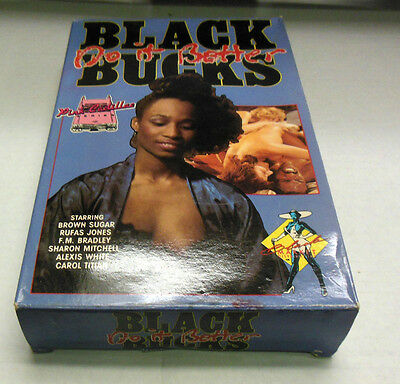 BLACK
Do it Better
BUCKS
STARRING
BROWN SUGAR
RUFAS JONES
F.M. BRADLEY
SHARON MITCHELL
ALEXIS WHITE
BLACK
Do it Better
BUCKS